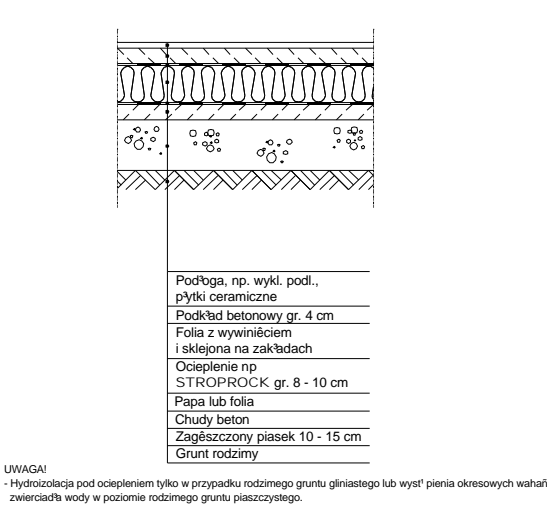 Pod³oga, np. wykl. podl.,
p³ytki ceramiczne
Podk³ad betonowy gr. 4 cm
Folia z wywiniêciem
i sklejona na zak³adach
Ocieplenie np
STROPROCK gr. 8 - 10 cm
Papa lub folia
Chudy beton
Zagêszczony piasek 10 - 15 cm
Grunt rodzimy
UWAGA!
- Hydroizolacja pod ociepleniem tylko w przypadku rodzimego gruntu gliniastego lub wyst¹ pienia okresowych wahañ
zwierciad³a wody w poziomie rodzimego gruntu piaszczystego.